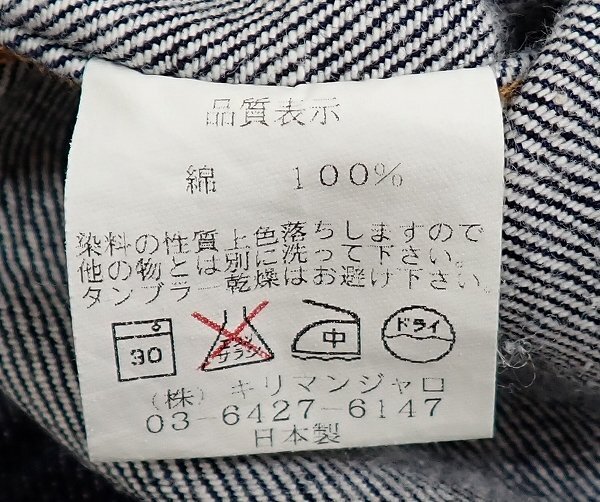 品質表示
綿 100%
染料の性質上色落ちしますので
他の物とは別に洗って下さい。
タンブラー乾燥はお避け下さい。
30 エンソサラシ 中 ドライ
(株) キリマンジャロ
03-6427-6147
日本製